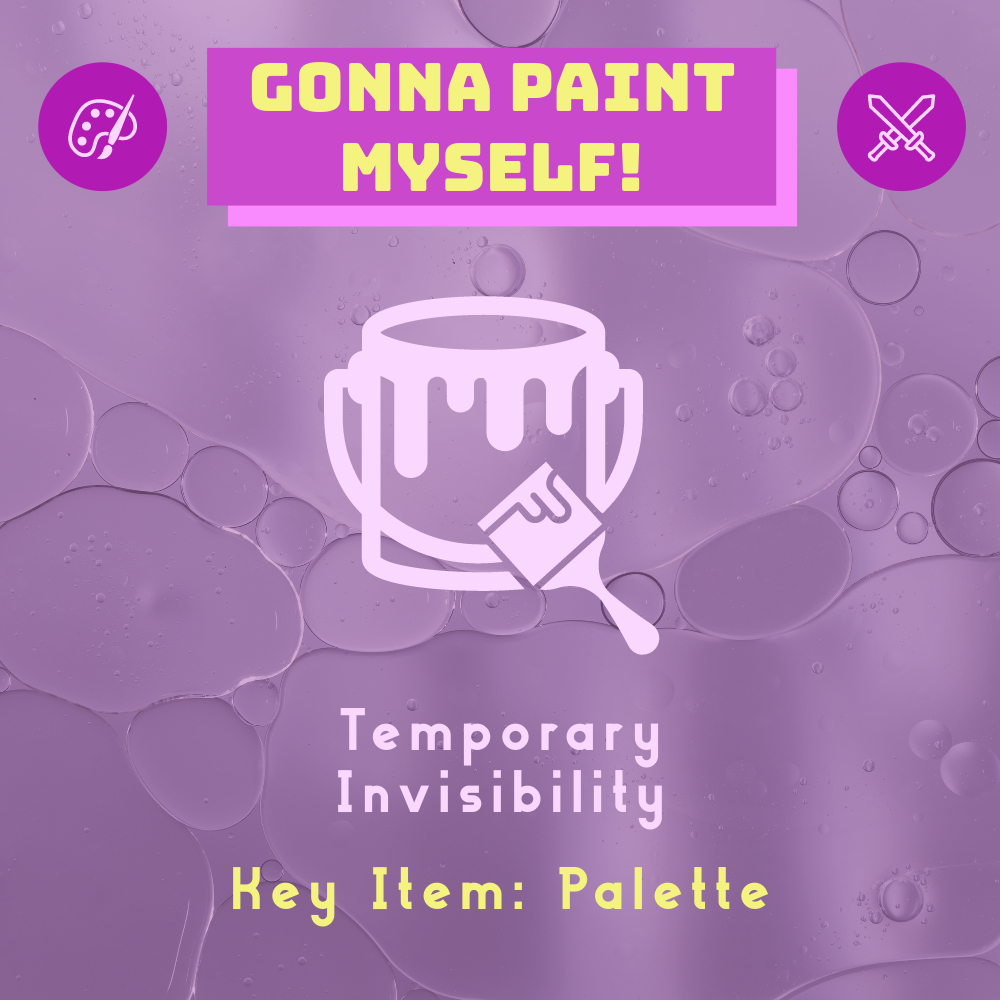 GONNA PAINT
MYSELF!
Temporary
Invisibility
Key Item: Palette